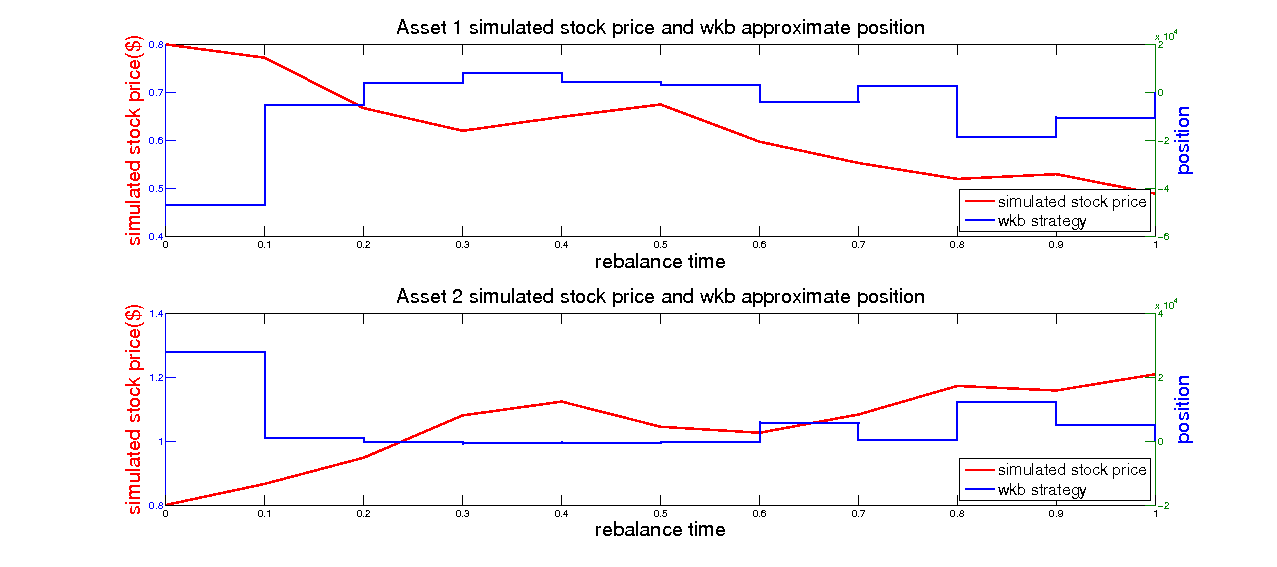 Asset 1 simulated stock price and wkb approximate position
x 10^4
simulated stock price($)
0.8
0.7
0.6
0.5
0.4
2
0
-2
-4
-6
position
simulated stock price
wkb strategy
0 0.1 0.2 0.3 0.4 0.5 0.6 0.7 0.8 0.9 1
rebalance time
Asset 2 simulated stock price and wkb approximate position
x 10^4
simulated stock price($)
1.4
1.2
1
0.8
4
2
0
-2
position
simulated stock price
wkb strategy
0 0.1 0.2 0.3 0.4 0.5 0.6 0.7 0.8 0.9 1
rebalance time